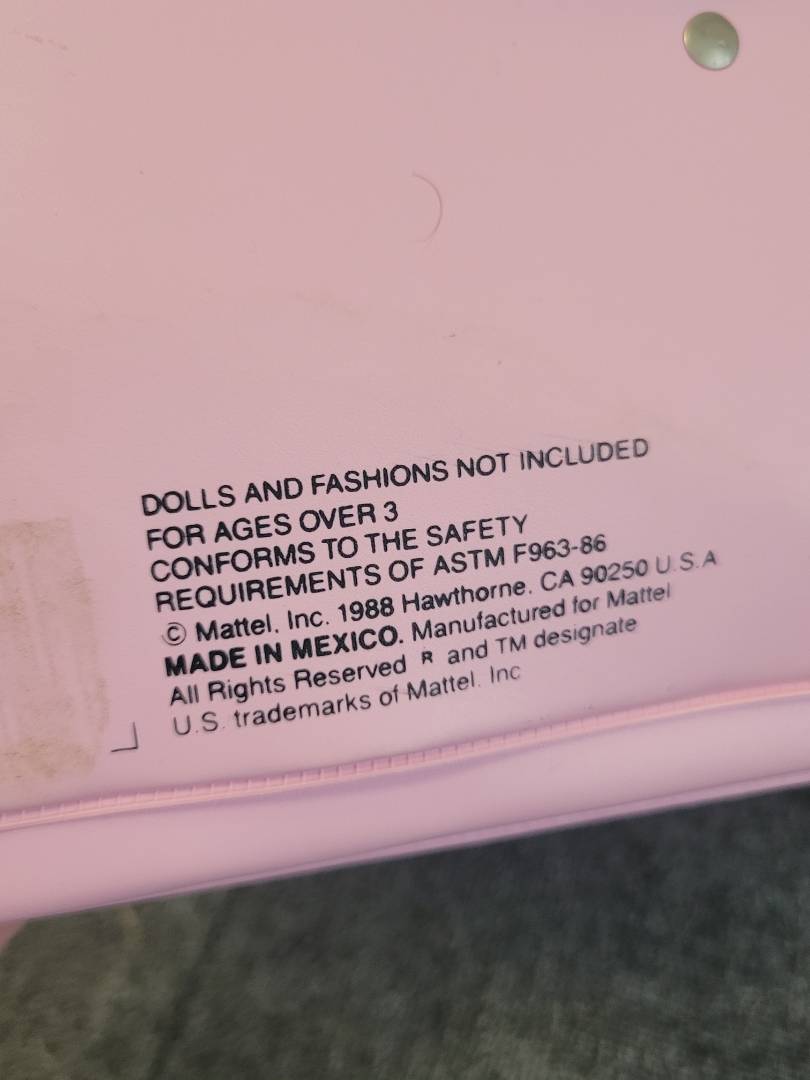 DOLLS AND FASHIONS NOT INCLUDED
FOR AGES OVER 3
CONFORMS TO THE SAFETY
REQUIREMENTS OF ASTM F963-86
© Mattel, Inc. 1988 Hawthorne, CA 90250 U.S.A
MADE IN MEXICO. Manufactured for Mattel
All Rights Reserved R and TM designate
U.S. trademarks of Mattel, Inc